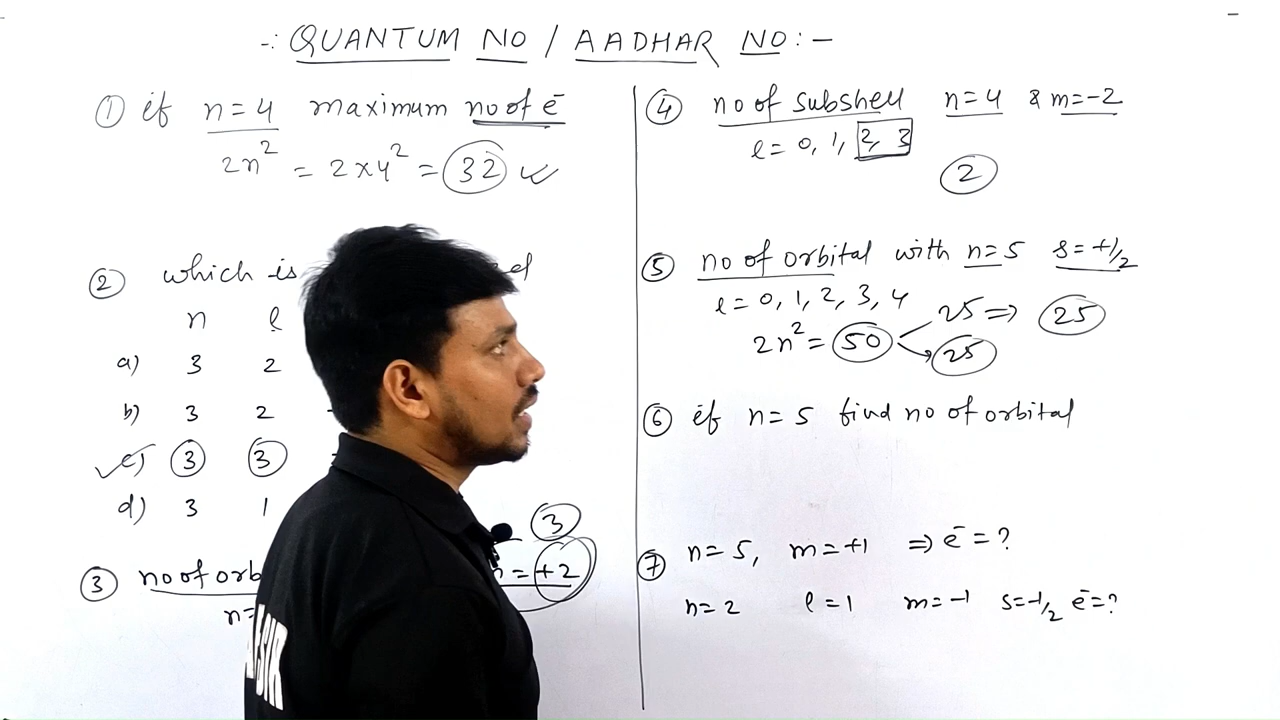 -: QUANTUM NO / AADHAR NO :-
① if n=4 maximum no of e⁻
2n² = 2×4² = 32 ✓
② which is
n l
a) 3 2
b) 3 2
✓c) 3 3
d) 3 1
3
③ no of orb = +2
n=
④ no of subshell n=4 & m=-2
l = 0, 1, 2, 3
2
⑤ no of orbital with n=5 s=+1/2
l = 0, 1, 2, 3, 4
2n² = 50 25 ⇒ 25
25
⑥ if n=5 find no of orbital
⑦ n=5, m=+1 ⇒ e⁻ = ?
n=2 l=1 m=-1 s=-1/2 e⁻=?
SIR